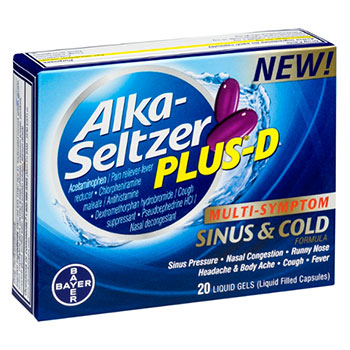 NEW!
Alka-
Seltzer
PLUS-D
Acetaminophen / Pain reliever-fever
reducer • Chlorpheniramine
maleate / Antihistamine
• Dextromethorphan hydrobromide / Cough
suppressant • Pseudoephedrine HCl /
Nasal decongestant
MULTI-SYMPTOM
SINUS & COLD
FORMULA
Sinus Pressure • Nasal Congestion • Runny Nose
Headache & Body Ache • Cough • Fever
20 LIQUID GELS (Liquid Filled Capsules)
BAYER
BAYER